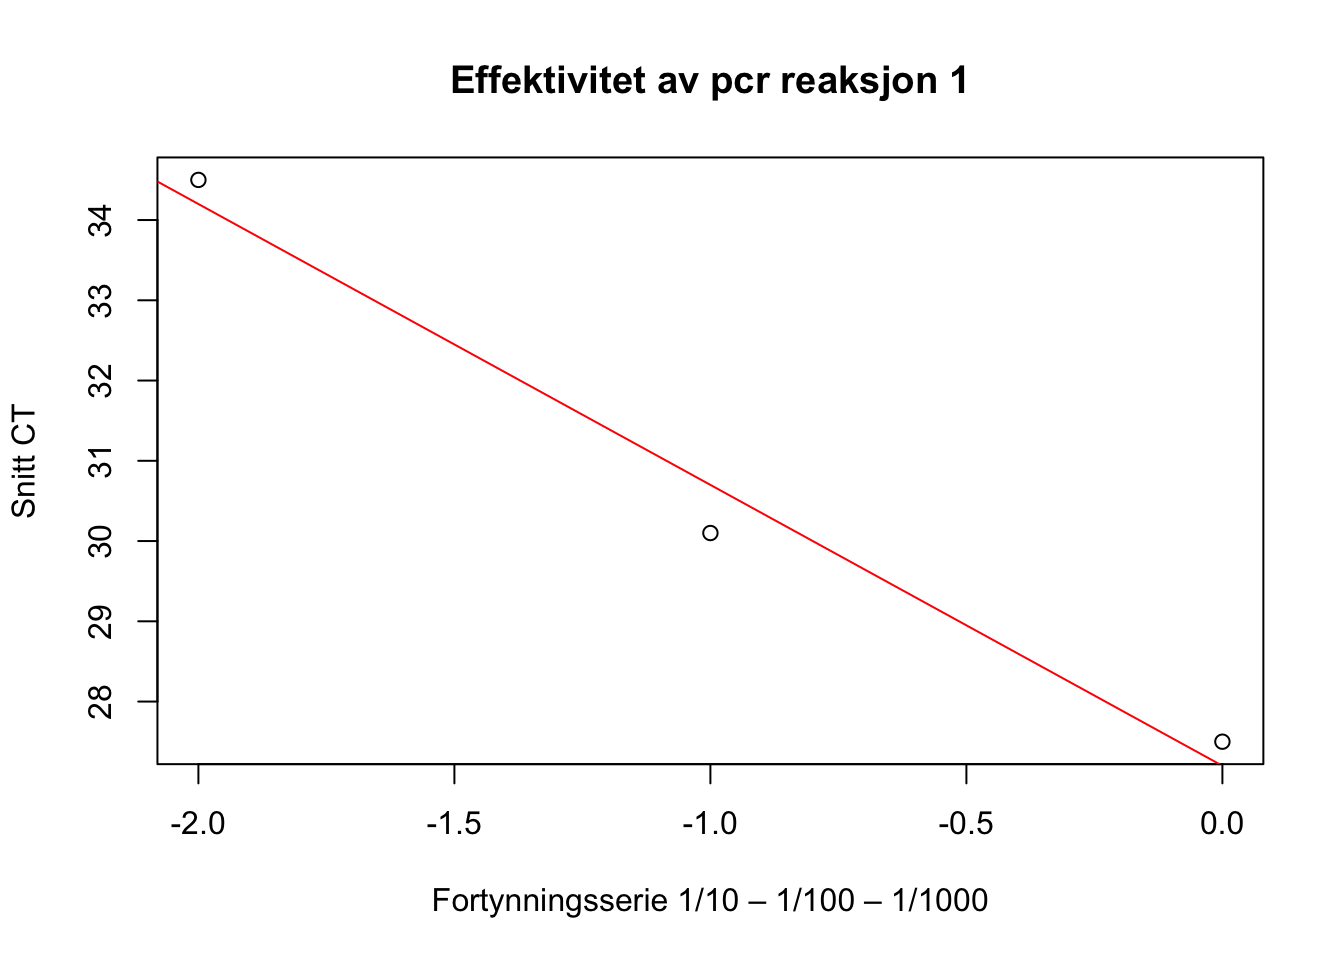 Effektivitet av pcr reaksjon 1
Snitt CT
34
33
32
31
30
29
28
-2.0 -1.5 -1.0 -0.5 0.0
Fortynningsserie 1/10 – 1/100 – 1/1000